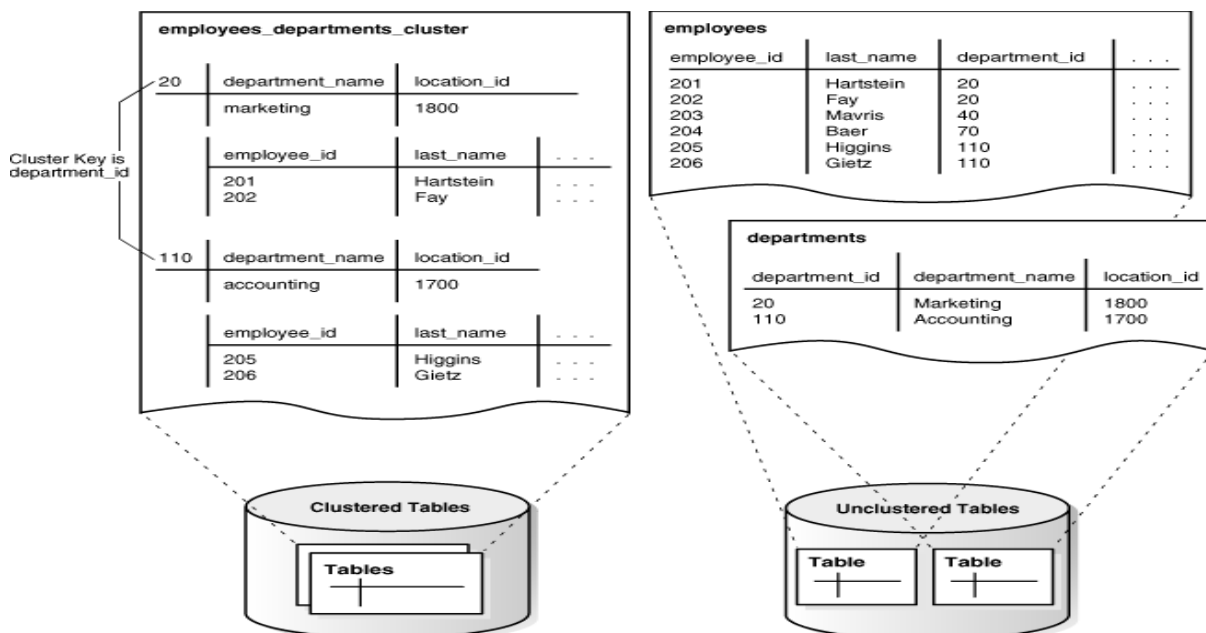 employees_departments_cluster
20 department_name location_id
marketing 1800
employee_id last_name . . .
201 Hartstein . . .
202 Fay . . .
Cluster Key is
department_id
110 department_name location_id
accounting 1700
employee_id last_name . . .
205 Higgins . . .
206 Gietz . . .
Clustered Tables
Tables
employees
employee_id last_name department_id . . .
201 Hartstein 20 . . .
202 Fay 20 . . .
203 Mavris 40 . . .
204 Baer 70 . . .
205 Higgins 110 . . .
206 Gietz 110 . . .
departments
department_id department_name location_id
20 Marketing 1800
110 Accounting 1700
Unclustered Tables
Table Table